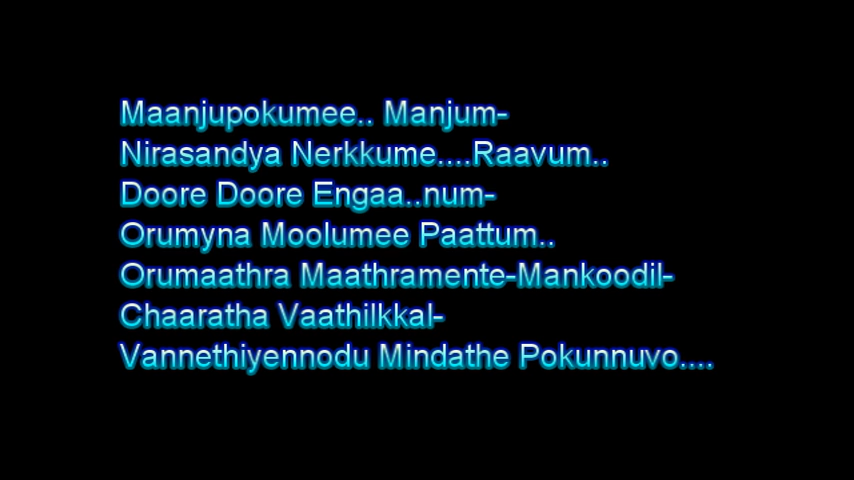 Maanjupokumee.. Manjum-
Nirasandya Nerkkume....Raavum..
Doore Doore Engaa..num-
Orumyna Moolumee Paattum..
Orumaathra Maathramente-Mankoodil-
Chaaratha Vaathilkkal-
Vannethiyennodu Mindathe Pokunnuvo....